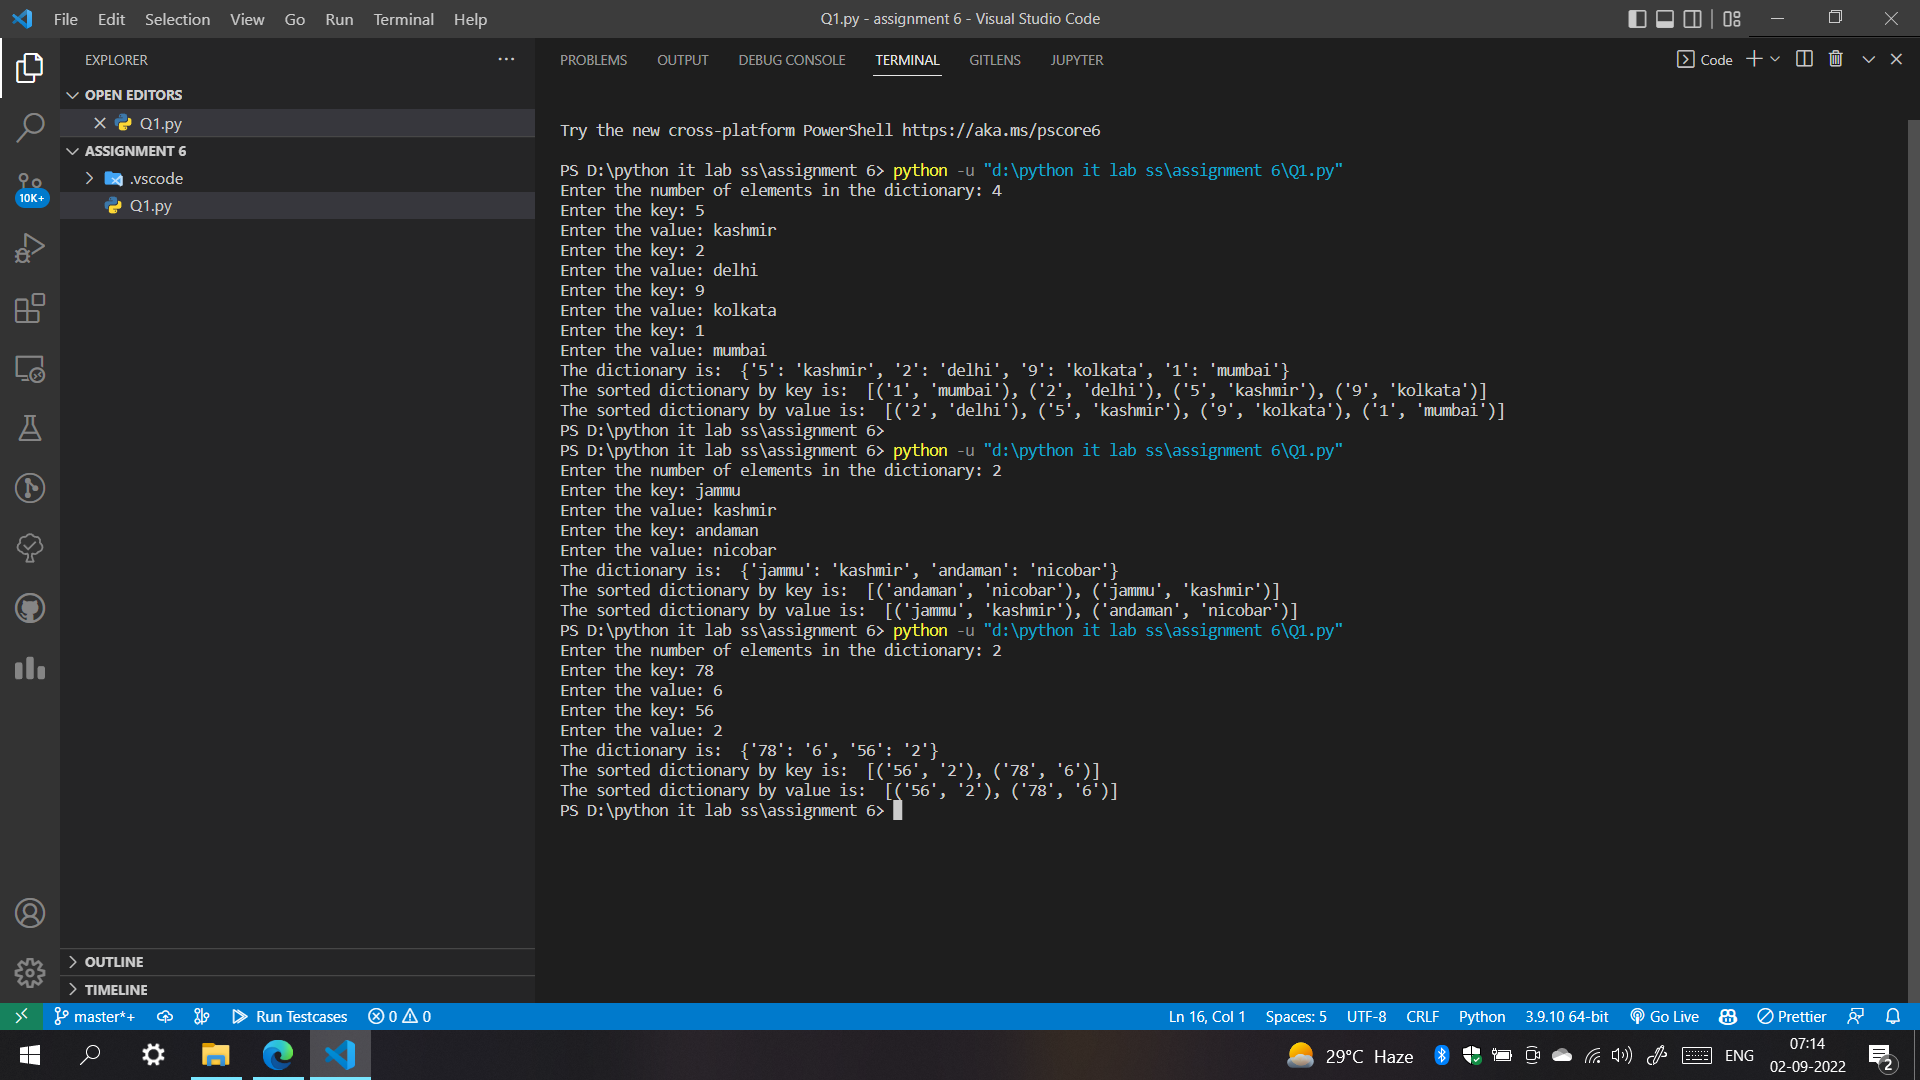 File Edit Selection View Go Run Terminal Help
Q1.py - assignment 6 - Visual Studio Code
EXPLORER
OPEN EDITORS
Q1.py
ASSIGNMENT 6
.vscode
Q1.py
10K+
OUTLINE
TIMELINE
PROBLEMS OUTPUT DEBUG CONSOLE TERMINAL GITLENS JUPYTER
Code
Try the new cross-platform PowerShell https://aka.ms/pscore6
PS D:\python it lab ss\assignment 6> python -u "d:\python it lab ss\assignment 6\Q1.py"
Enter the number of elements in the dictionary: 4
Enter the key: 5
Enter the value: kashmir
Enter the key: 2
Enter the value: delhi
Enter the key: 9
Enter the value: kolkata
Enter the key: 1
Enter the value: mumbai
The dictionary is:  {'5': 'kashmir', '2': 'delhi', '9': 'kolkata', '1': 'mumbai'}
The sorted dictionary by key is:  [('1', 'mumbai'), ('2', 'delhi'), ('5', 'kashmir'), ('9', 'kolkata')]
The sorted dictionary by value is:  [('2', 'delhi'), ('5', 'kashmir'), ('9', 'kolkata'), ('1', 'mumbai')]
PS D:\python it lab ss\assignment 6>
PS D:\python it lab ss\assignment 6> python -u "d:\python it lab ss\assignment 6\Q1.py"
Enter the number of elements in the dictionary: 2
Enter the key: jammu
Enter the value: kashmir
Enter the key: andaman
Enter the value: nicobar
The dictionary is:  {'jammu': 'kashmir', 'andaman': 'nicobar'}
The sorted dictionary by key is:  [('andaman', 'nicobar'), ('jammu', 'kashmir')]
The sorted dictionary by value is:  [('jammu', 'kashmir'), ('andaman', 'nicobar')]
PS D:\python it lab ss\assignment 6> python -u "d:\python it lab ss\assignment 6\Q1.py"
Enter the number of elements in the dictionary: 2
Enter the key: 78
Enter the value: 6
Enter the key: 56
Enter the value: 2
The dictionary is:  {'78': '6', '56': '2'}
The sorted dictionary by key is:  [('56', '2'), ('78', '6')]
The sorted dictionary by value is:  [('56', '2'), ('78', '6')]
PS D:\python it lab ss\assignment 6>
master*+ Run Testcases 0 0 Ln 16, Col 1 Spaces: 5 UTF-8 CRLF Python 3.9.10 64-bit Go Live Prettier
29°C Haze ENG 07:14
02-09-2022
2